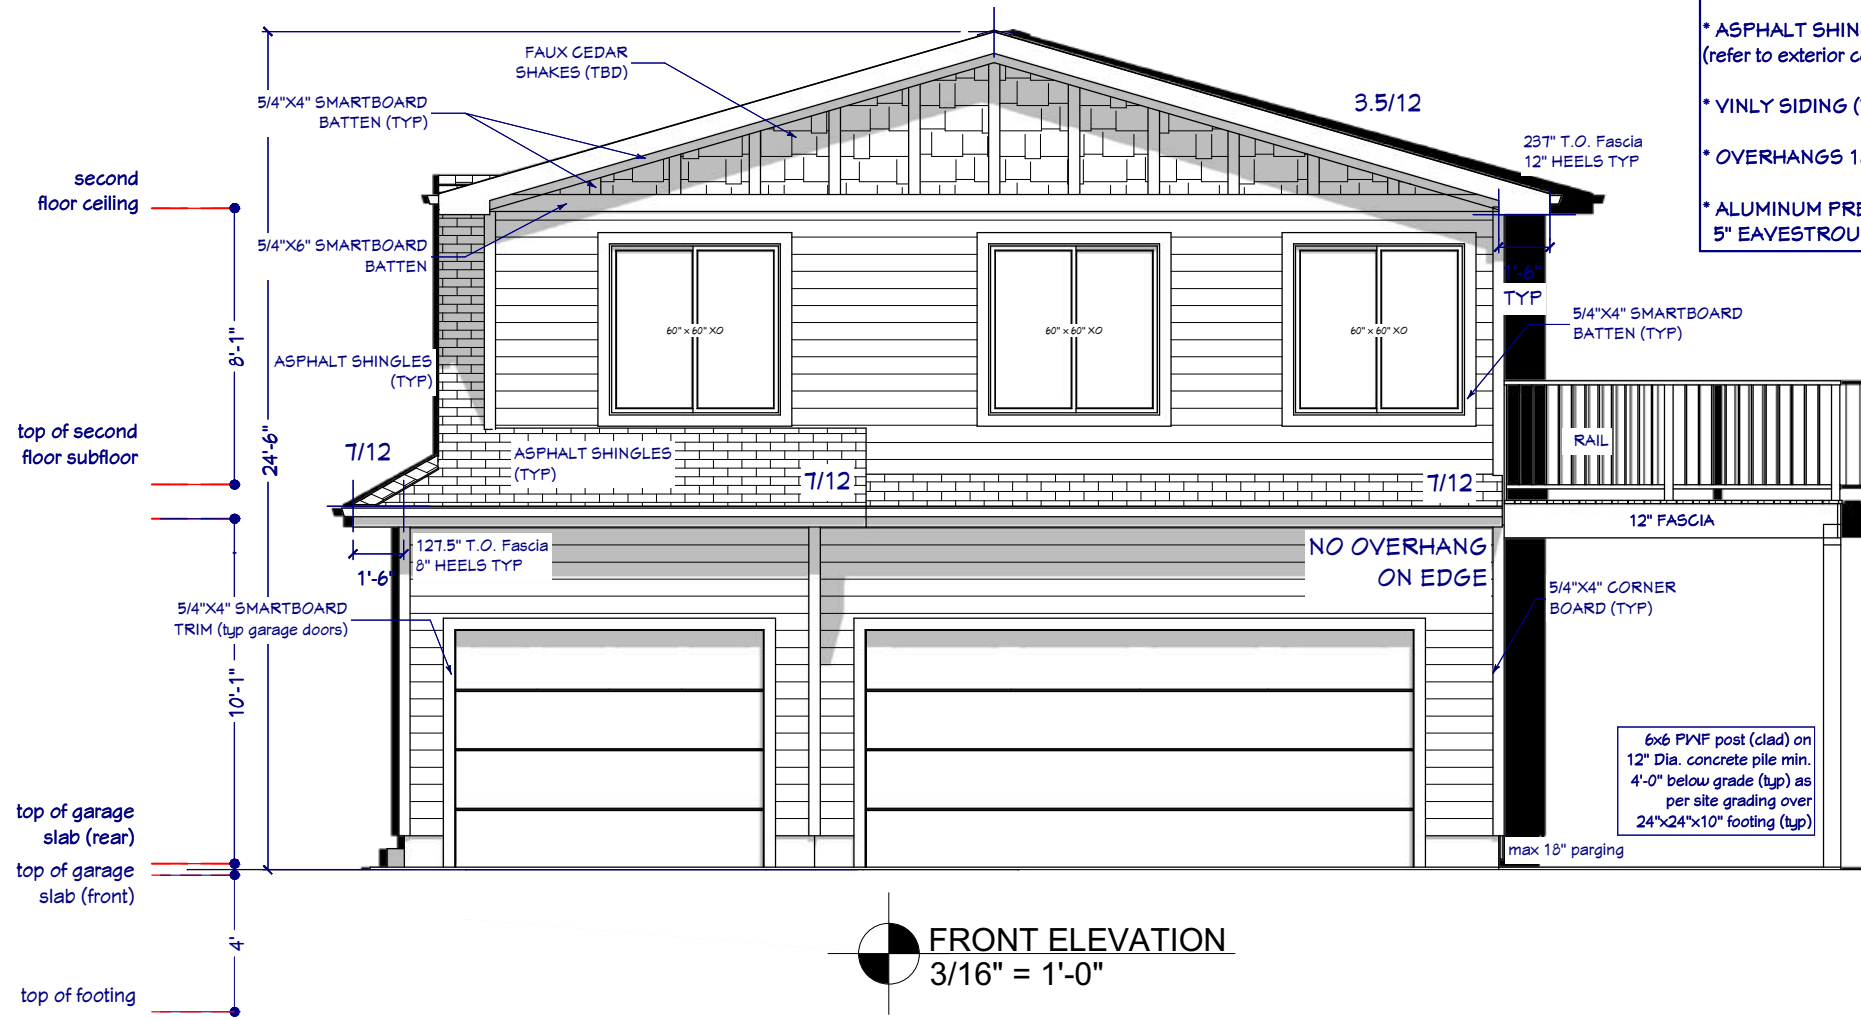 FAUX CEDAR
SHAKES (TBD)
5/4"X4" SMARTBOARD
BATTEN (TYP)
3.5/12
237" T.O. Fascia
12" HEELS TYP
* ASPHALT SHIN
(refer to exterior c
* VINLY SIDING (
* OVERHANGS 1
* ALUMINUM PRE
5" EAVESTROU
second
floor ceiling
5/4"X6" SMARTBOARD
BATTEN
1'-6"
TYP
5/4"X4" SMARTBOARD
BATTEN (TYP)
60" x 60" XO
60" x 60" XO
60" x 60" XO
8'-1"
ASPHALT SHINGLES
(TYP)
top of second
floor subfloor
24'-6"
7/12
ASPHALT SHINGLES
(TYP)
7/12
7/12
RAIL
12" FASCIA
127.5" T.O. Fascia
8" HEELS TYP
1'-6"
NO OVERHANG
ON EDGE
5/4"X4" SMARTBOARD
TRIM (typ garage doors)
5/4"X4" CORNER
BOARD (TYP)
10'-1"
6x6 PWF post (clad) on
12" Dia. concrete pile min.
4'-0" below grade (typ) as
per site grading over
24"x24"x10" footing (typ)
max 18" parging
top of garage
slab (rear)
top of garage
slab (front)
4'
top of footing
FRONT ELEVATION
3/16" = 1'-0"